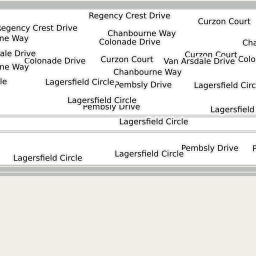 Regency Crest Drive
Curzon Court
egency Crest Drive
Chanbourne Way
ne Way
Colonade Drive
Cha
ale Drive
Curzon Court
Colonade Drive
Curzon Court
Van Arsdale Drive
Colo
ne Way
Chanbourne Way
le
Lagersfield Circle
Pembsly Drive
Lagersfield Circ
Lagersfield Circle
Pembsly Drive
Lagersfield
Lagersfield Circle
Pembsly Drive
P
Lagersfield Circle
Lagersfield Circle